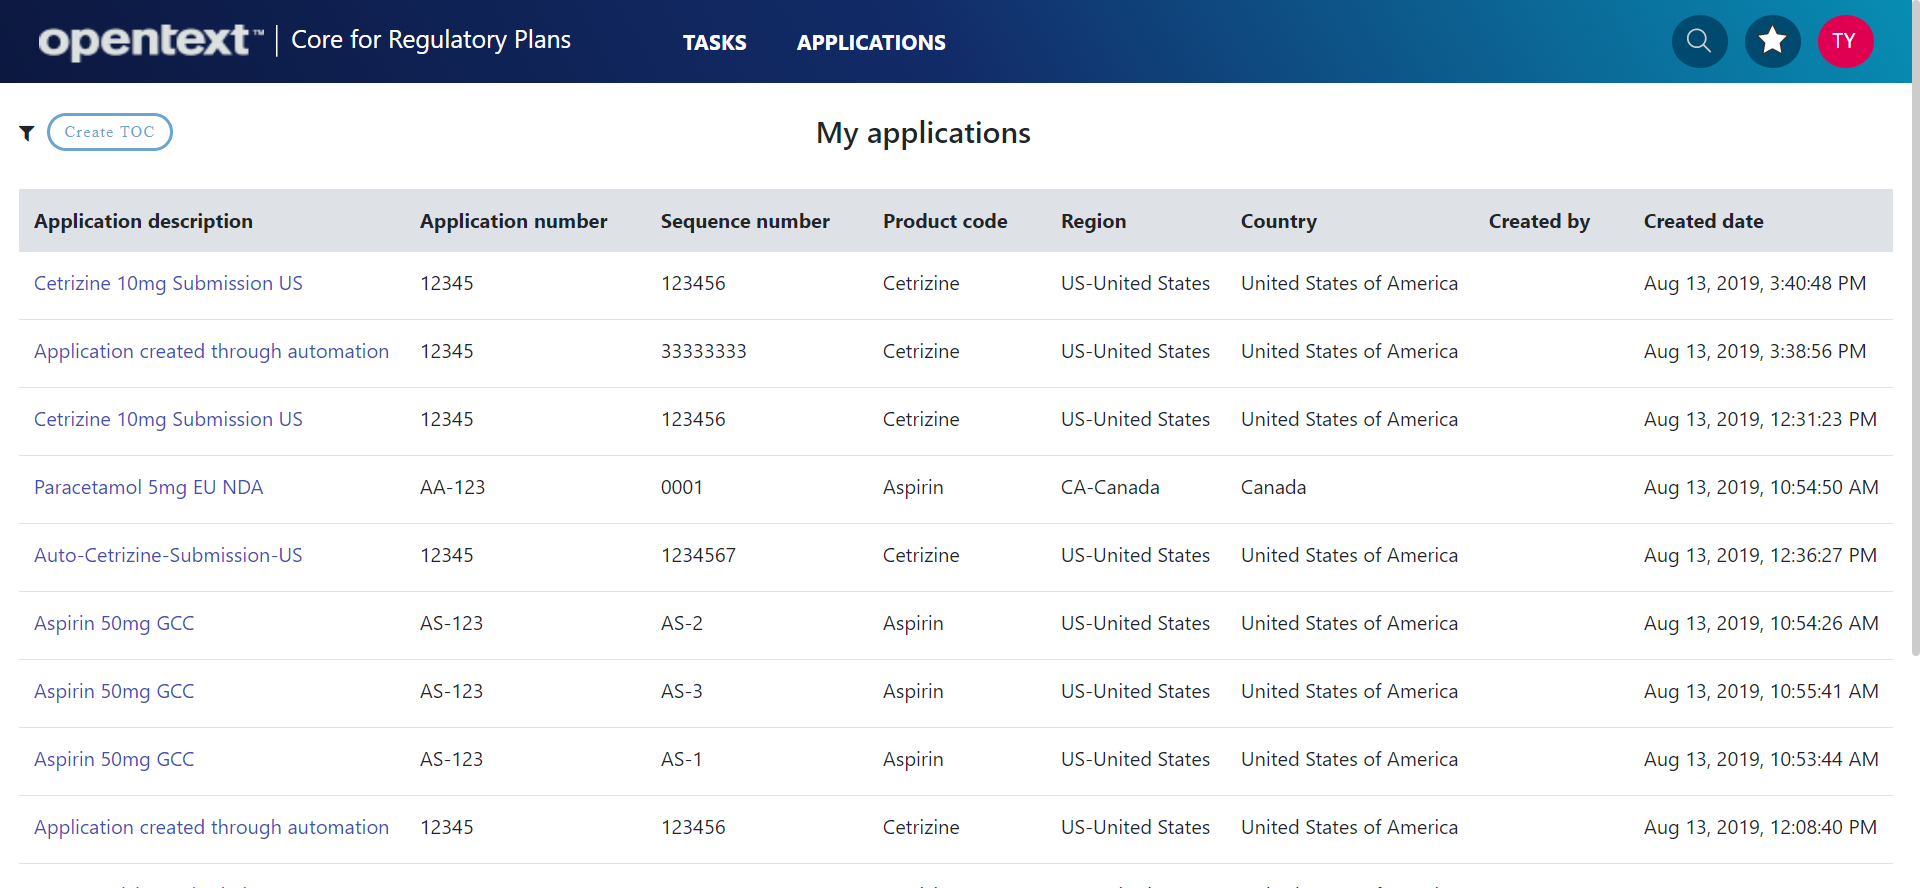 opentext™ | Core for Regulatory Plans TASKS APPLICATIONS TY
Create TOC My applications
Application description Application number Sequence number Product code Region Country Created by Created date
Cetrizine 10mg Submission US 12345 123456 Cetrizine US-United States United States of America Aug 13, 2019, 3:40:48 PM
Application created through automation 12345 33333333 Cetrizine US-United States United States of America Aug 13, 2019, 3:38:56 PM
Cetrizine 10mg Submission US 12345 123456 Cetrizine US-United States United States of America Aug 13, 2019, 12:31:23 PM
Paracetamol 5mg EU NDA AA-123 0001 Aspirin CA-Canada Canada Aug 13, 2019, 10:54:50 AM
Auto-Cetrizine-Submission-US 12345 1234567 Cetrizine US-United States United States of America Aug 13, 2019, 12:36:27 PM
Aspirin 50mg GCC AS-123 AS-2 Aspirin US-United States United States of America Aug 13, 2019, 10:54:26 AM
Aspirin 50mg GCC AS-123 AS-3 Aspirin US-United States United States of America Aug 13, 2019, 10:55:41 AM
Aspirin 50mg GCC AS-123 AS-1 Aspirin US-United States United States of America Aug 13, 2019, 10:53:44 AM
Application created through automation 12345 123456 Cetrizine US-United States United States of America Aug 13, 2019, 12:08:40 PM